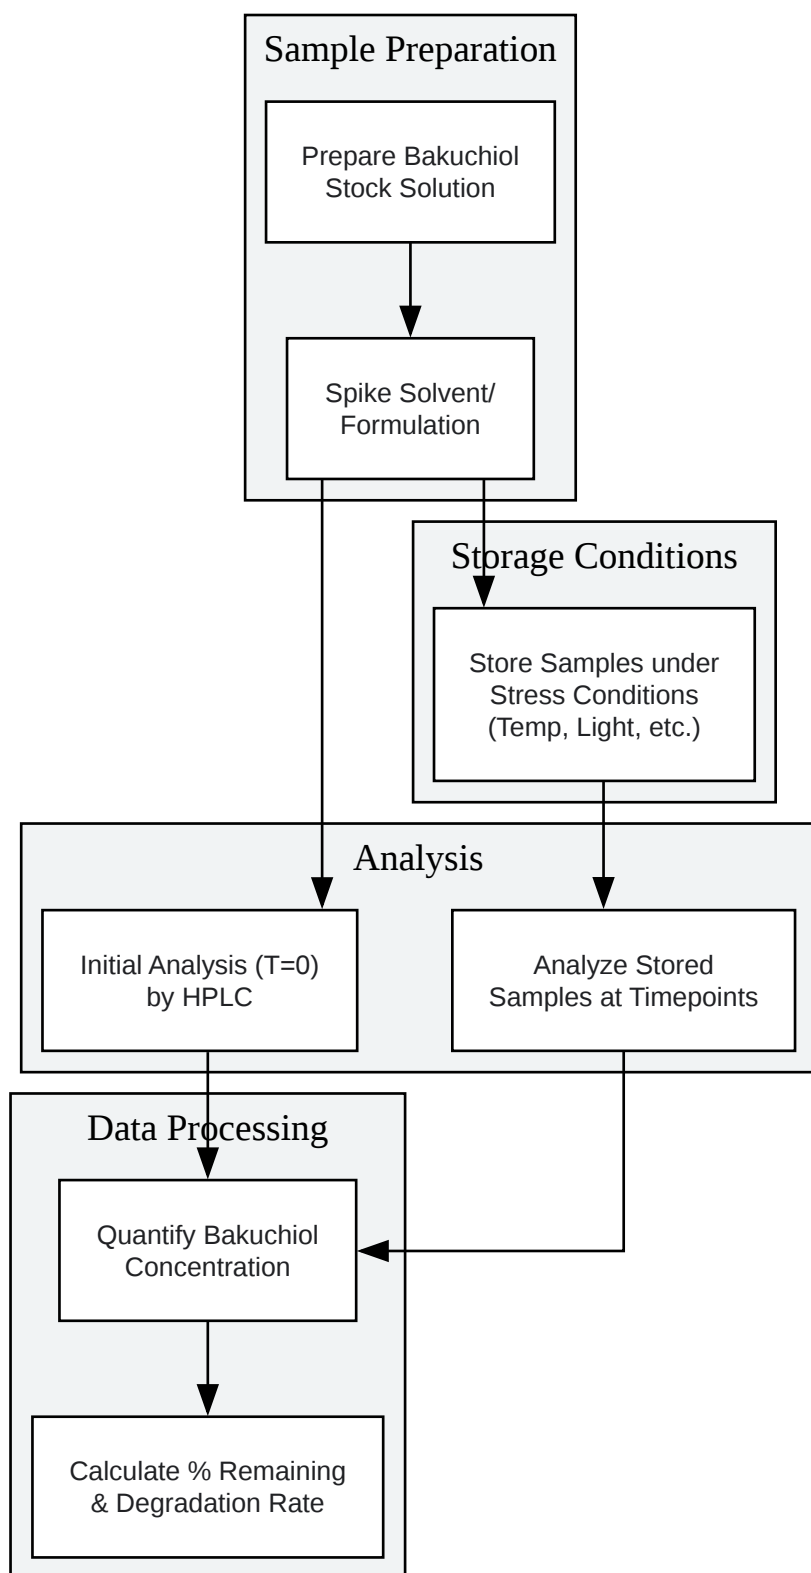 Sample Preparation
Prepare Bakuchiol
Stock Solution
Spike Solvent/
Formulation
Storage Conditions
Store Samples under
Stress Conditions
(Temp, Light, etc.)
Analysis
Initial Analysis (T=0)
by HPLC
Analyze Stored
Samples at Timepoints
Data Processing
Quantify Bakuchiol
Concentration
Calculate % Remaining
& Degradation Rate